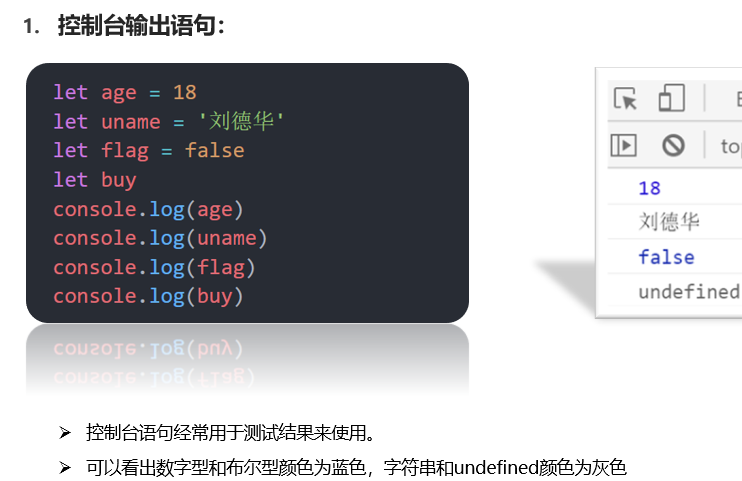 1. 控制台输出语句：
let age = 18
let uname = '刘德华'
let flag = false
let buy
console.log(age)
console.log(uname)
console.log(flag)
console.log(buy)
top
18
刘德华
false
undefined
➢ 控制台语句经常用于测试结果来使用。
➢ 可以看出数字型和布尔型颜色为蓝色，字符串和undefined颜色为灰色